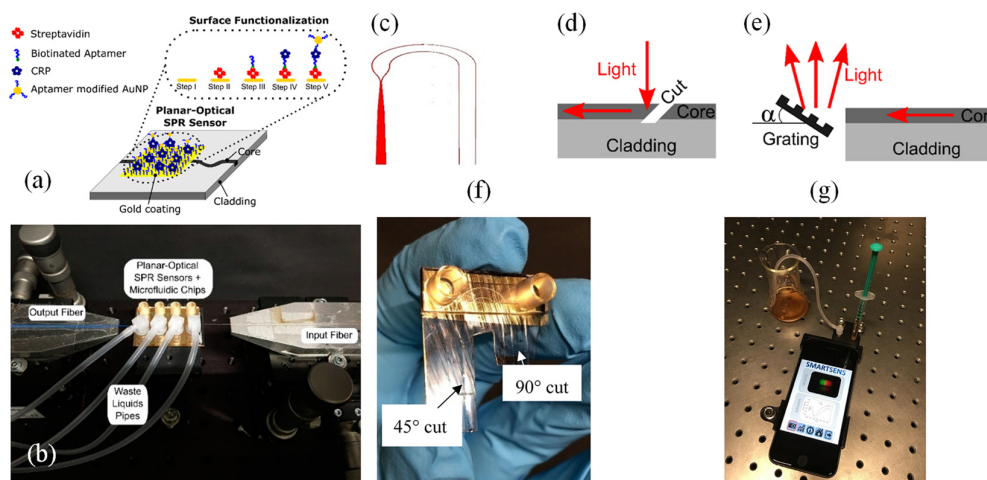 Surface Functionalization
Streptavidin
Biotinated Aptamer
CRP
Aptamer modified AuNP
Step I
Step II
Step III
Step IV
Step V
Planar-Optical
SPR Sensor
Core
Cladding
Gold coating
(a)
(c)
(d)
Light
Cut
Core
Cladding
(e)
Light
α
Grating
Cor
Cladding
Planar-Optical
SPR Sensors +
Microfluidic Chips
Output Fiber
Input Fiber
Waste
Liquids
Pipes
(b)
(f)
90° cut
45° cut
(g)
SMARTSENS